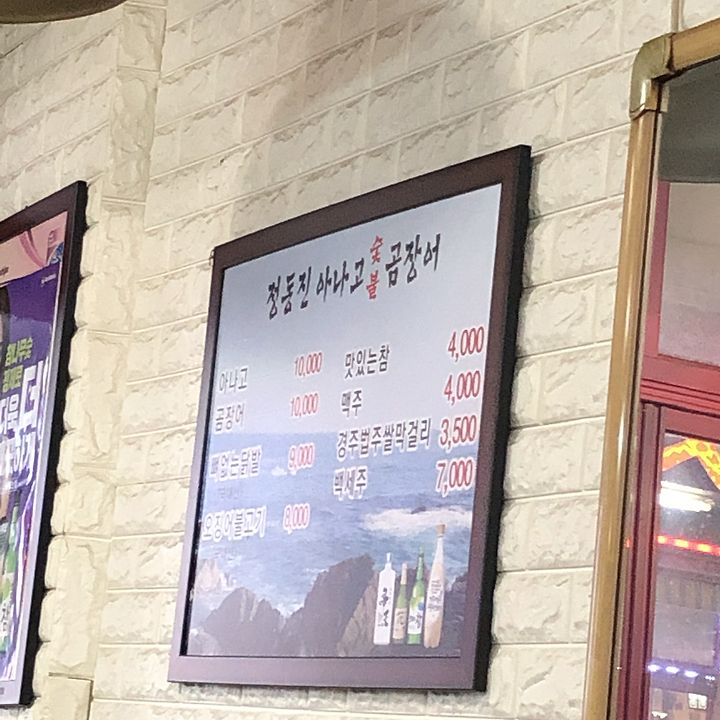 정동진 아나고 숯불 곰장어
아나고 10,000
곰장어 10,000
뼈없는닭발 9,000
오징어불고기 8,000
맛있는참 4,000
맥주 4,000
경주법주쌀막걸리 3,500
백세주 7,000